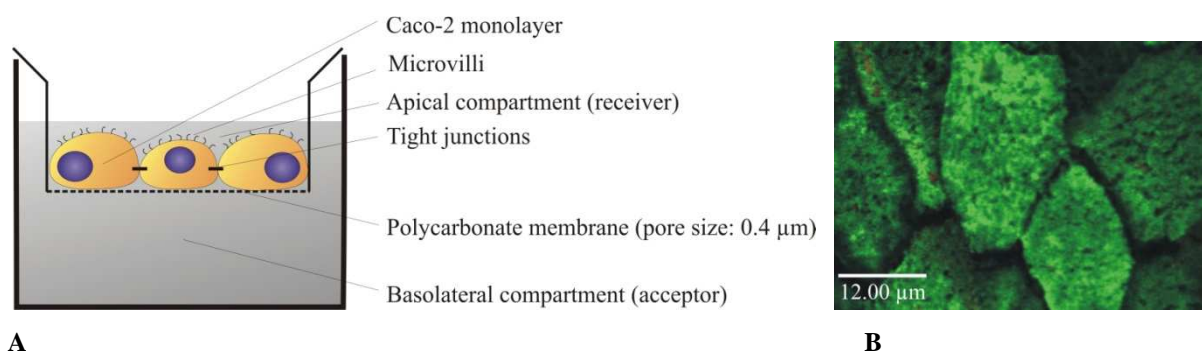 Caco-2 monolayer
Microvilli
Apical compartment (receiver)
Tight junctions
Polycarbonate membrane (pore size: 0.4 µm)
Basolateral compartment (acceptor)
12.00 µm
A
B